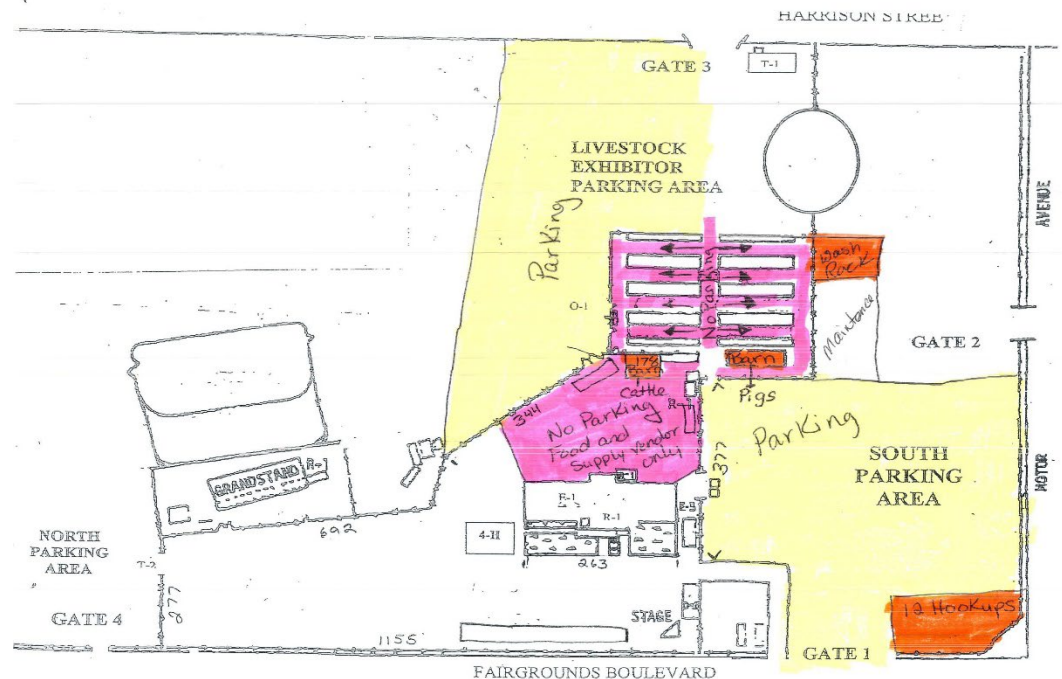 HARRISON STREE
GATE 3
T-1
LIVESTOCK
EXHIBITOR
PARKING AREA
Parking
No Parking
Wash
Rack
AVENUE
O-1
Maintance
GATE 2
178
Barn
Cattle
Barn
Pigs
344
No Parking
Food and
Supply vendor
only
377
Parking
SOUTH
PARKING
AREA
MOTOR
GRANDSTAND
R-1
692
NORTH
PARKING
AREA
T-2
277
GATE 4
4-H
E-1
R-1
E-3
263
12 Hookups
STAGE
1155
GATE 1
FAIRGROUNDS BOULEVARD